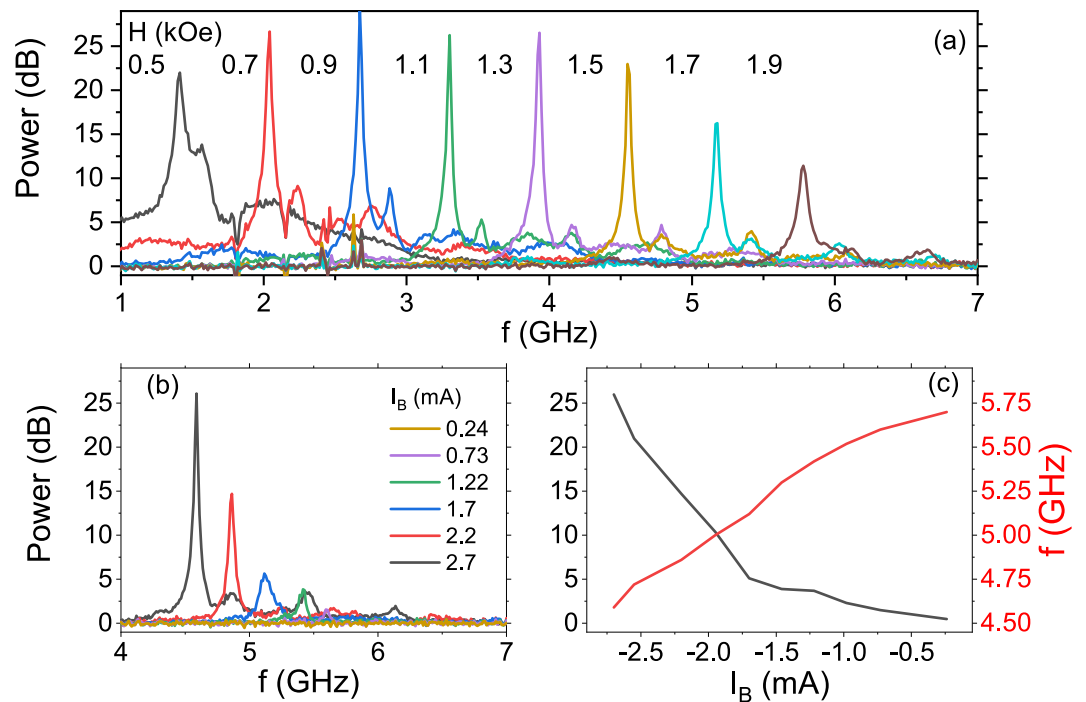 H (kOe)
(a)
0.5 0.7 0.9 1.1 1.3 1.5 1.7 1.9
Power (dB)
25
20
15
10
5
0
1 2 3 4 5 6 7
f (GHz)
(b)
I_B (mA)
0.24
0.73
1.22
1.7
2.2
2.7
Power (dB)
25
20
15
10
5
0
4 5 6 7
f (GHz)
(c)
25
20
15
10
5
0
5.75
5.50
5.25
5.00
4.75
4.50
f (GHz)
-2.5 -2.0 -1.5 -1.0 -0.5
I_B (mA)